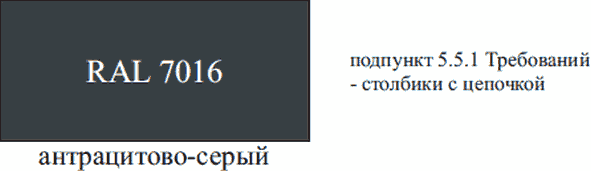 RAL 7016
антрацитово-серый
подпункт 5.5.1 Требований
- столбики с цепочкой